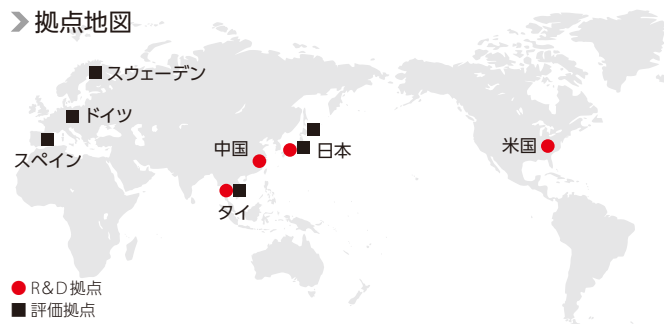 拠点地図
スウェーデン
ドイツ
スペイン
中国
日本
タイ
米国
R&D拠点
評価拠点